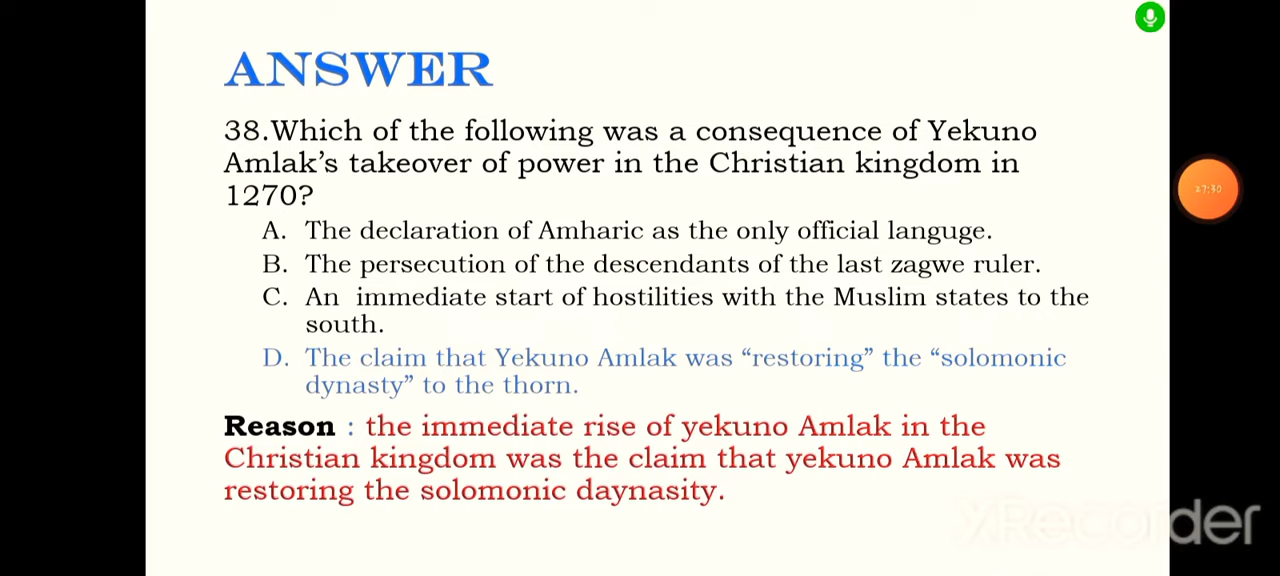 ANSWER
38.Which of the following was a consequence of Yekuno
Amlak’s takeover of power in the Christian kingdom in
1270?
A. The declaration of Amharic as the only official languge.
B. The persecution of the descendants of the last zagwe ruler.
C. An immediate start of hostilities with the Muslim states to the
south.
D. The claim that Yekuno Amlak was “restoring” the “solomonic
dynasty” to the thorn.
Reason : the immediate rise of yekuno Amlak in the
Christian kingdom was the claim that yekuno Amlak was
restoring the solomonic daynasity.
27:30
XRecorder